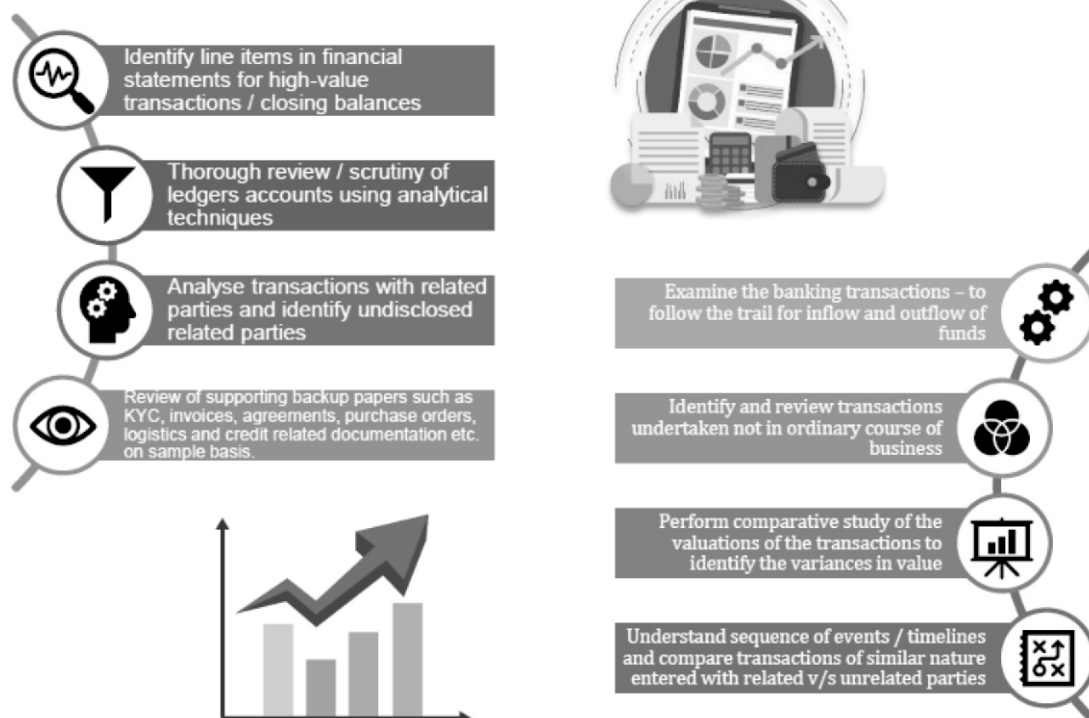 Identify line items in financial
statements for high-value
transactions / closing balances
Thorough review / scrutiny of
ledgers accounts using analytical
techniques
Analyse transactions with related
parties and identify undisclosed
related parties
Review of supporting backup papers such as
KYC, invoices, agreements, purchase orders,
logistics and credit related documentation etc.
on sample basis.
Examine the banking transactions – to
follow the trail for inflow and outflow of
funds
Identify and review transactions
undertaken not in ordinary course of
business
Perform comparative study of the
valuations of the transactions to
identify the variances in value
Understand sequence of events / timelines
and compare transactions of similar nature
entered with related v/s unrelated parties